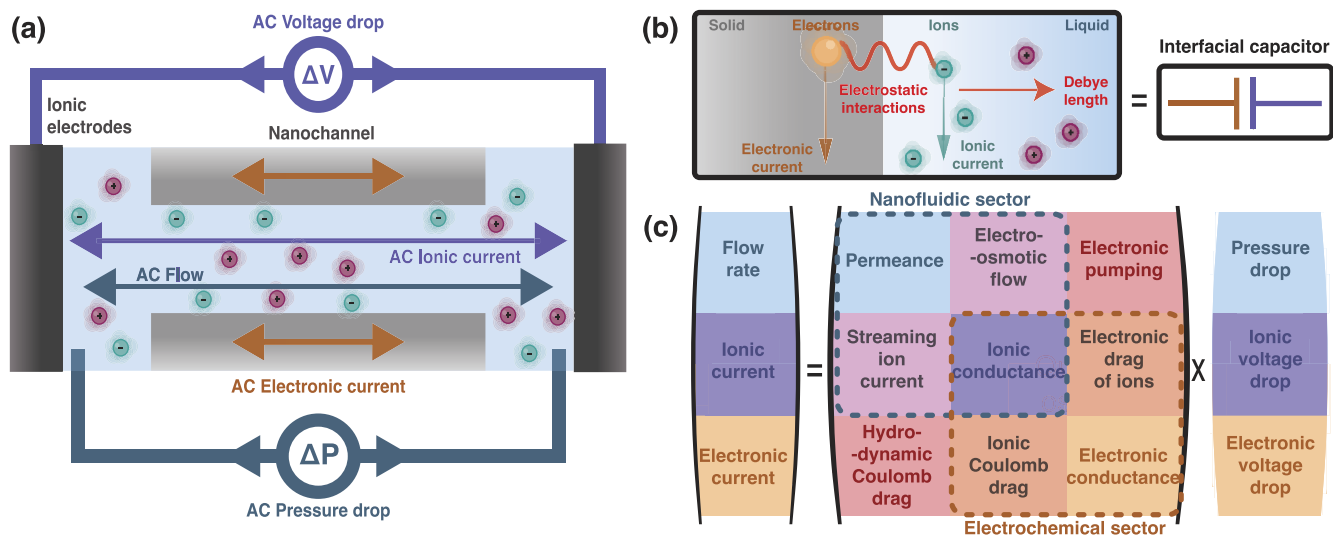 (a)
AC Voltage drop
ΔV
Ionic
electrodes
Nanochannel
+
+
-
-
-
-
-
+
AC Ionic current
+
+
+
AC Flow
-
+
-
+
+
+
-
AC Electronic current
ΔP
AC Pressure drop
(b)
Solid
Electrons
Ions
Liquid
+
-
Electrostatic
interactions
Debye
length
-
+
Electronic
current
Ionic
current
-
+
=
Interfacial capacitor
(c)
Nanofluidic sector
Flow
rate
Permeance
Electro-
-osmotic
flow
Electronic
pumping
Pressure
drop
Ionic
current
=
Streaming
ion
current
Ionic
conductance
Electronic
drag
of ions
X
Ionic
voltage
drop
Electronic
current
Hydro-
-dynamic
Coulomb
drag
Ionic
Coulomb
drag
Electronic
conductance
Electronic
voltage
drop
Electrochemical sector